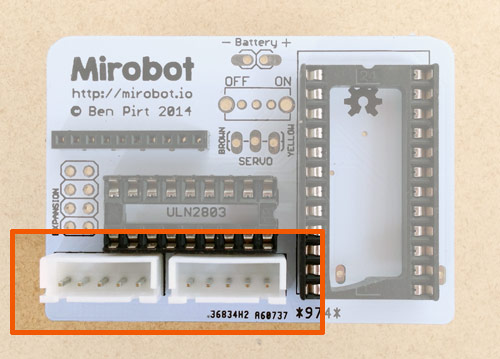 - Battery +
Mirobot
http://mirobot.io
© Ben Pirt 2014
OFF ON
BROWN
YELLOW
SERVO
EXPANSION
ULN2803
36834H2 A60737 *974*